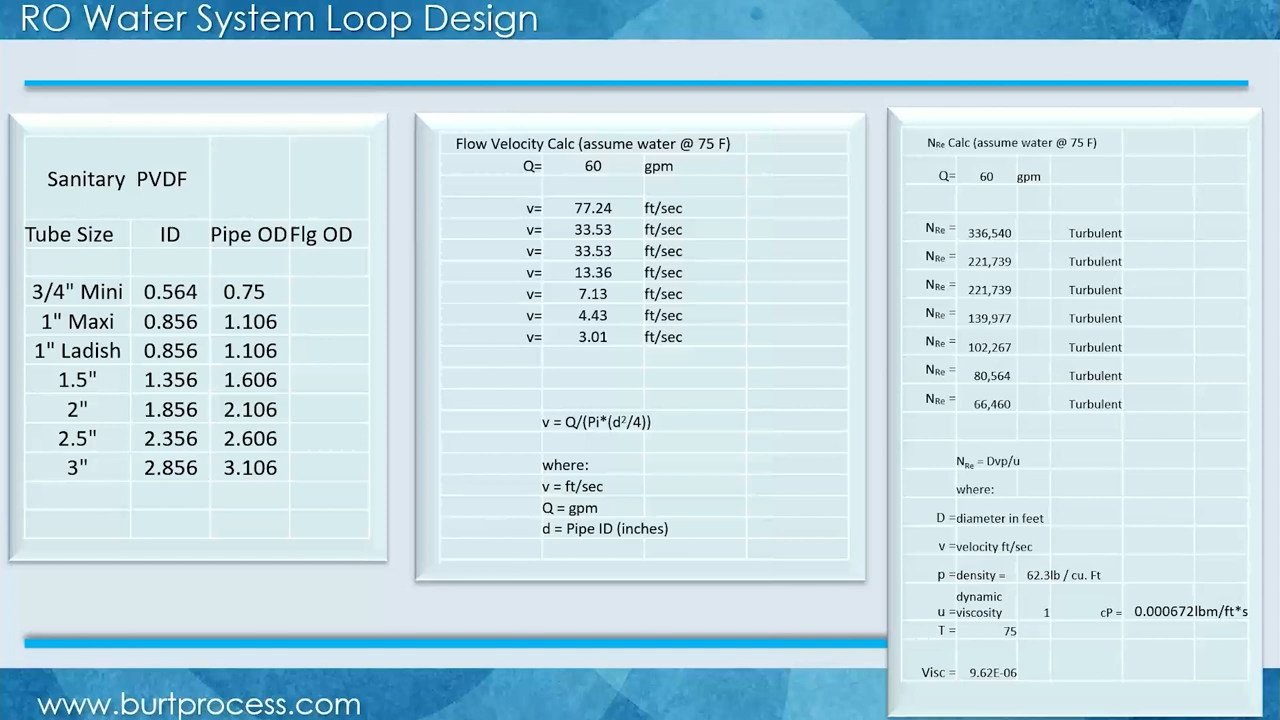 RO Water System Loop Design
Sanitary PVDF
Tube Size ID Pipe OD Flg OD
3/4" Mini 0.564 0.75
1" Maxi 0.856 1.106
1" Ladish 0.856 1.106
1.5" 1.356 1.606
2" 1.856 2.106
2.5" 2.356 2.606
3" 2.856 3.106
Flow Velocity Calc (assume water @ 75 F)
Q= 60 gpm
v= 77.24 ft/sec
v= 33.53 ft/sec
v= 33.53 ft/sec
v= 13.36 ft/sec
v= 7.13 ft/sec
v= 4.43 ft/sec
v= 3.01 ft/sec
v = Q/(Pi*(d²/4))
where:
v = ft/sec
Q = gpm
d = Pipe ID (inches)
NRe Calc (assume water @ 75 F)
Q= 60 gpm
NRe = 336,540 Turbulent
NRe = 221,739 Turbulent
NRe = 221,739 Turbulent
NRe = 139,977 Turbulent
NRe = 102,267 Turbulent
NRe = 80,564 Turbulent
NRe = 66,460 Turbulent
NRe = Dvp/u
where:
D =diameter in feet
v =velocity ft/sec
p =density = 62.3lb / cu. Ft
dynamic
u =viscosity 1 cP = 0.000672lbm/ft*s
T = 75
Visc = 9.62E-06
www.burtprocess.com